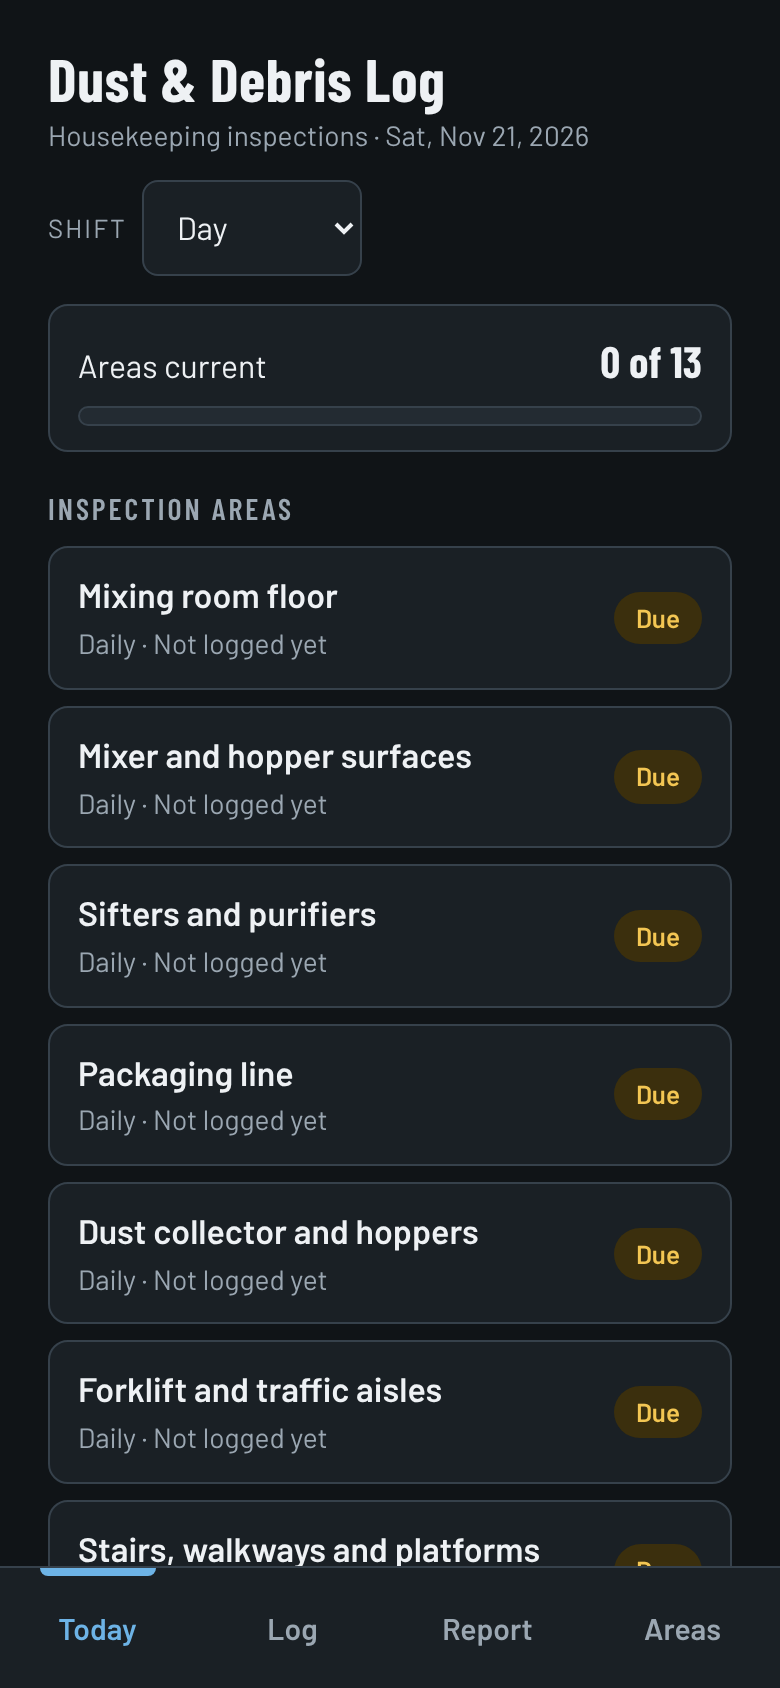 Dust & Debris Log
Housekeeping inspections · Sat, Nov 21, 2026
SHIFT
Day
Areas current
0 of 13
INSPECTION AREAS
Mixing room floor
Daily · Not logged yet
Due
Mixer and hopper surfaces
Daily · Not logged yet
Due
Sifters and purifiers
Daily · Not logged yet
Due
Packaging line
Daily · Not logged yet
Due
Dust collector and hoppers
Daily · Not logged yet
Due
Forklift and traffic aisles
Daily · Not logged yet
Due
Stairs, walkways and platforms
Today
Log
Report
Areas